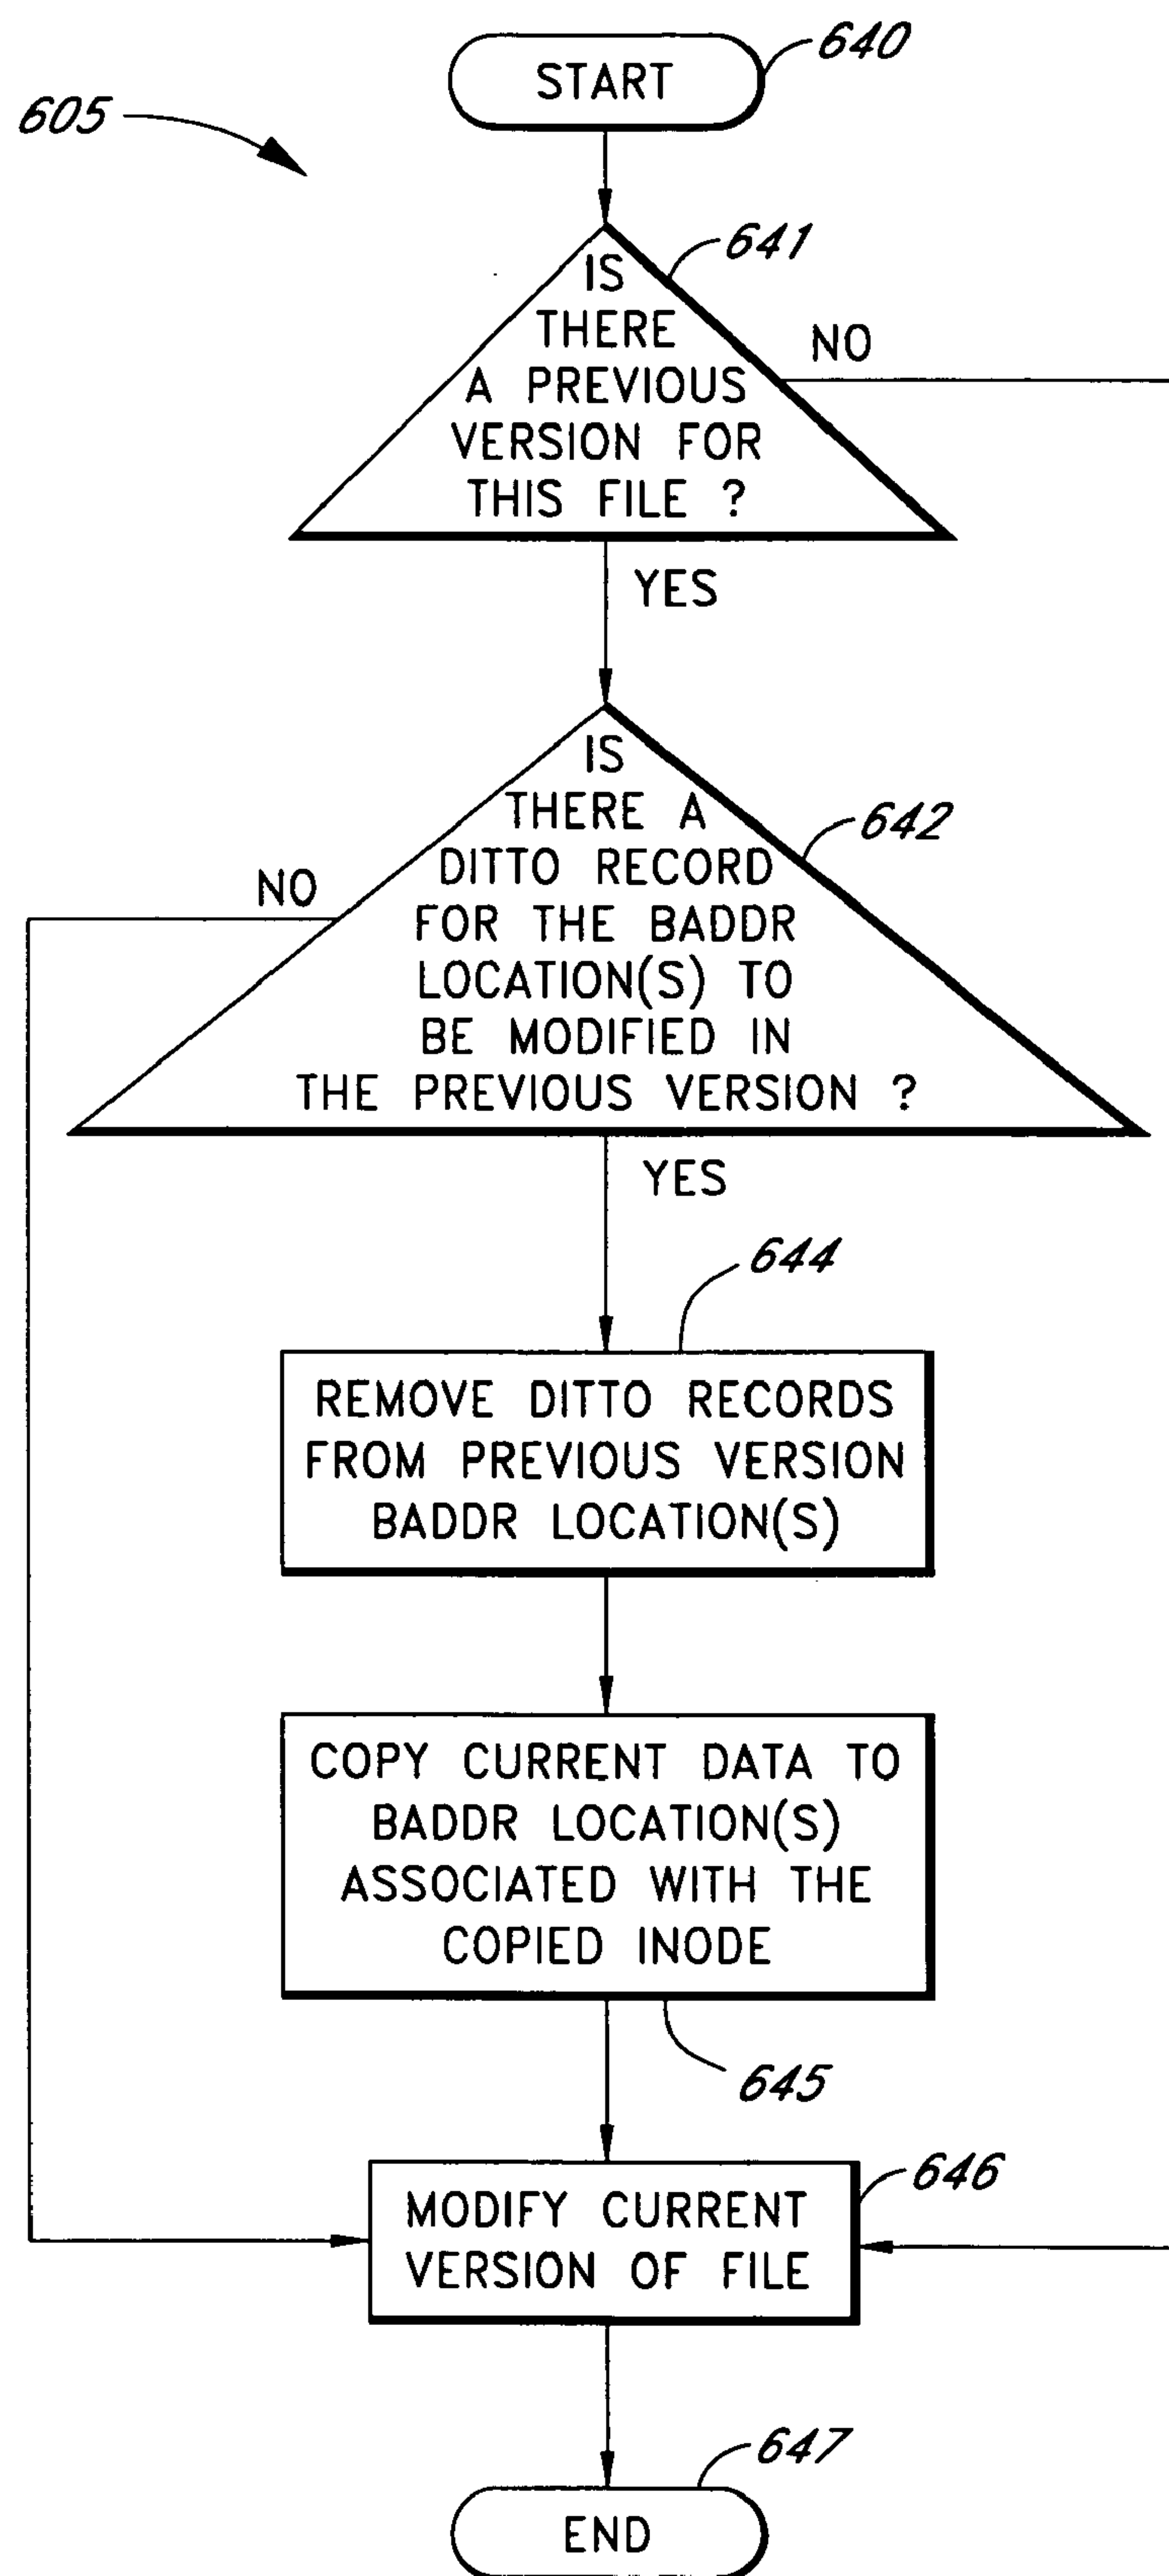 640
START
605
641
IS
THERE
A PREVIOUS
VERSION FOR
THIS FILE ?
NO
YES
IS
THERE A
DITTO RECORD
FOR THE BADDR
LOCATION(S) TO
BE MODIFIED IN
THE PREVIOUS VERSION ?
642
NO
YES
644
REMOVE DITTO RECORDS
FROM PREVIOUS VERSION
BADDR LOCATION(S)
COPY CURRENT DATA TO
BADDR LOCATION(S)
ASSOCIATED WITH THE
COPIED INODE
645
646
MODIFY CURRENT
VERSION OF FILE
647
END